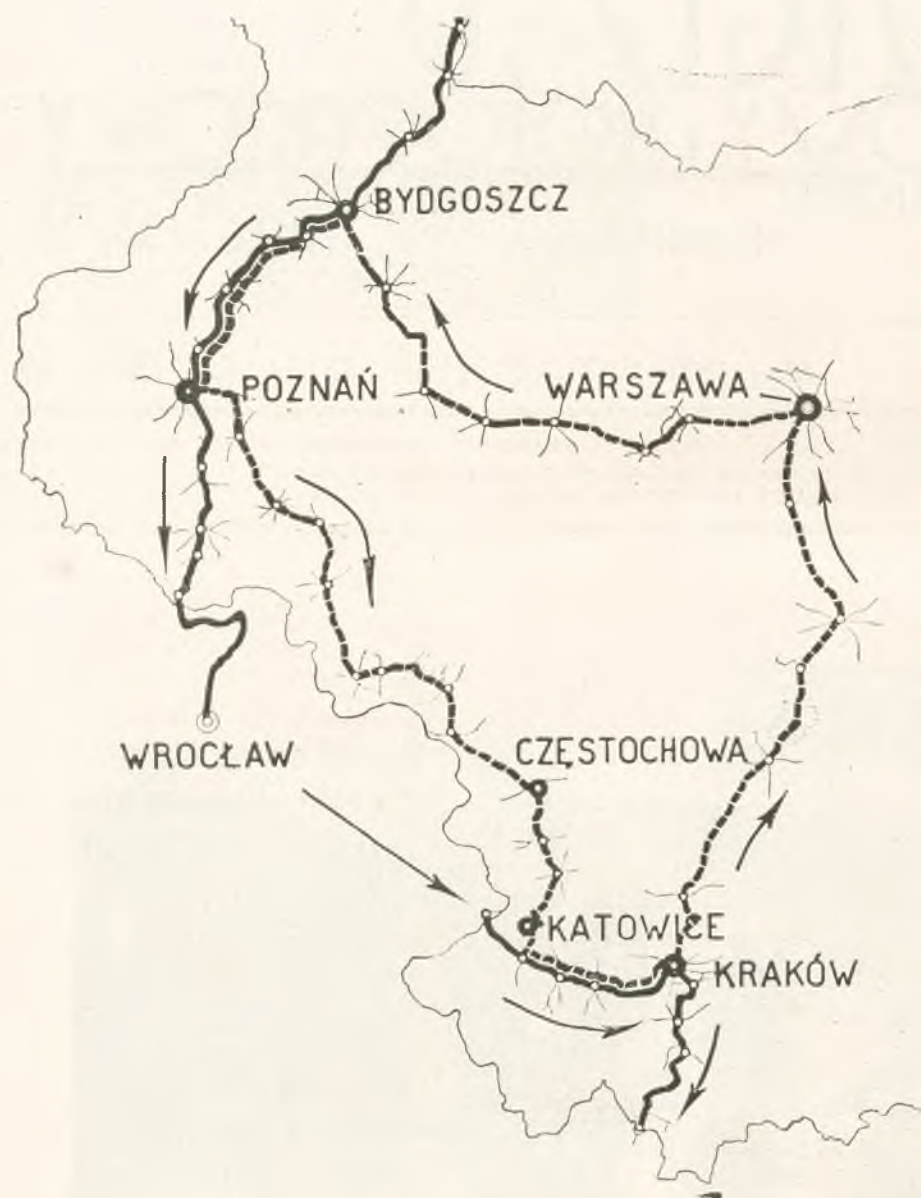 BYDGOSZCZ
POZNAŃ
WARSZAWA
WROCŁAW
CZĘSTOCHOWA
KATOWICE
KRAKÓW